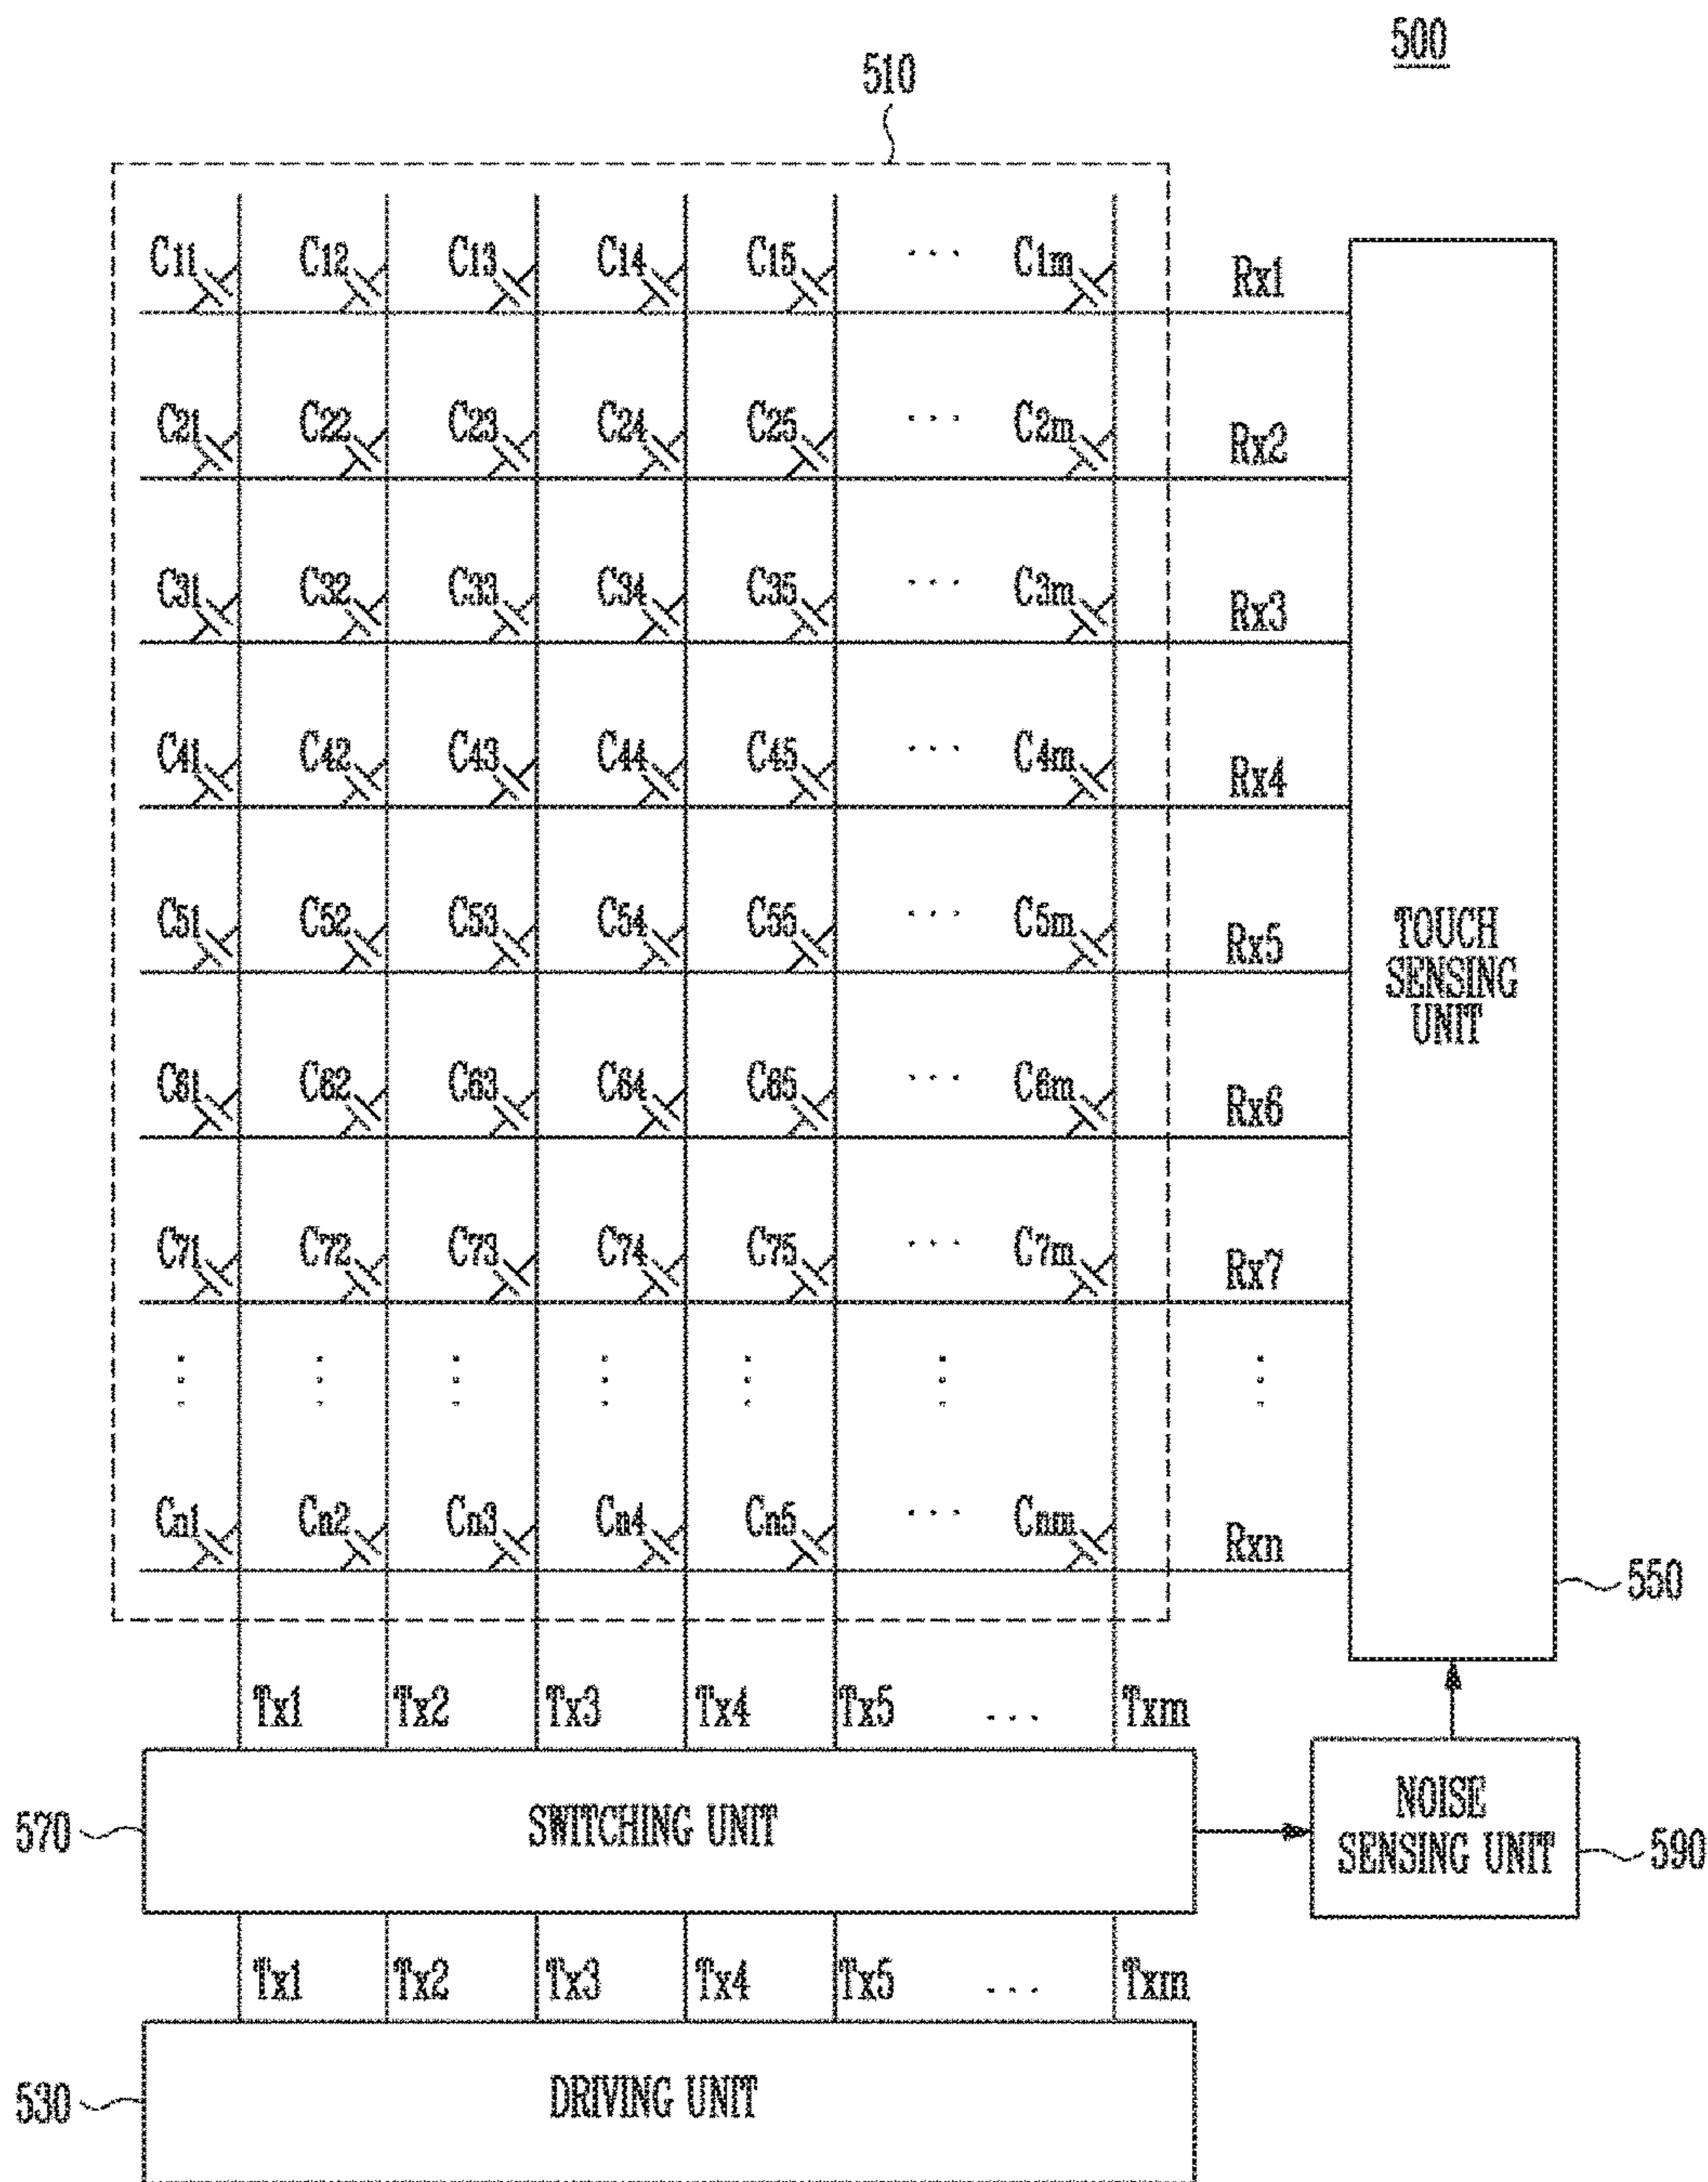 500
510
C11 C12 C13 C14 C15 ... C1m Rx1
C21 C22 C23 C24 C25 ... C2m Rx2
C31 C32 C33 C34 C35 ... C3m Rx3
C41 C42 C43 C44 C45 ... C4m Rx4
C51 C52 C53 C54 C55 ... C5m Rx5
TOUCH
SENSING
UNIT
C61 C62 C63 C64 C65 ... C6m Rx6
C71 C72 C73 C74 C75 ... C7m Rx7
Cn1 Cn2 Cn3 Cn4 Cn5 ... Cnm Rxn
550
Tx1 Tx2 Tx3 Tx4 Tx5 ... Txm
570
SWITCHING UNIT
NOISE
SENSING UNIT
590
Tx1 Tx2 Tx3 Tx4 Tx5 ... Txm
530
DRIVING UNIT